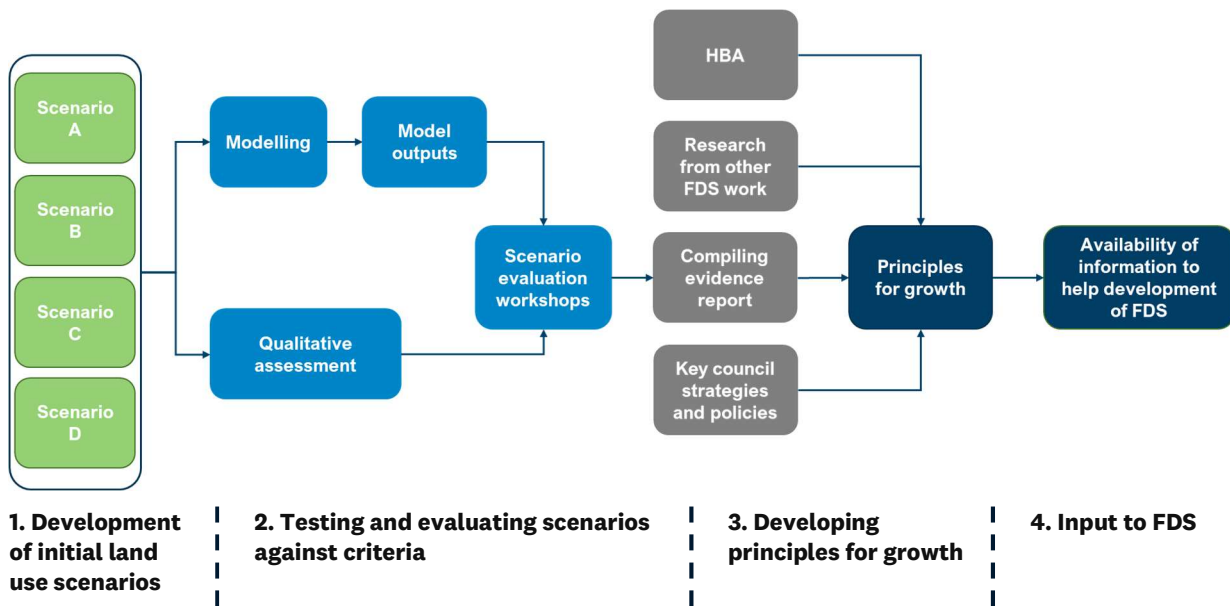 Scenario
A
Scenario
B
Scenario
C
Scenario
D
Modelling
Model
outputs
Qualitative
assessment
Scenario
evaluation
workshops
HBA
Research
from other
FDS work
Compiling
evidence
report
Key council
strategies
and policies
Principles
for growth
Availability of
information to
help development
of FDS
1. Development
of initial land
use scenarios
2. Testing and evaluating scenarios
against criteria
3. Developing
principles for growth
4. Input to FDS